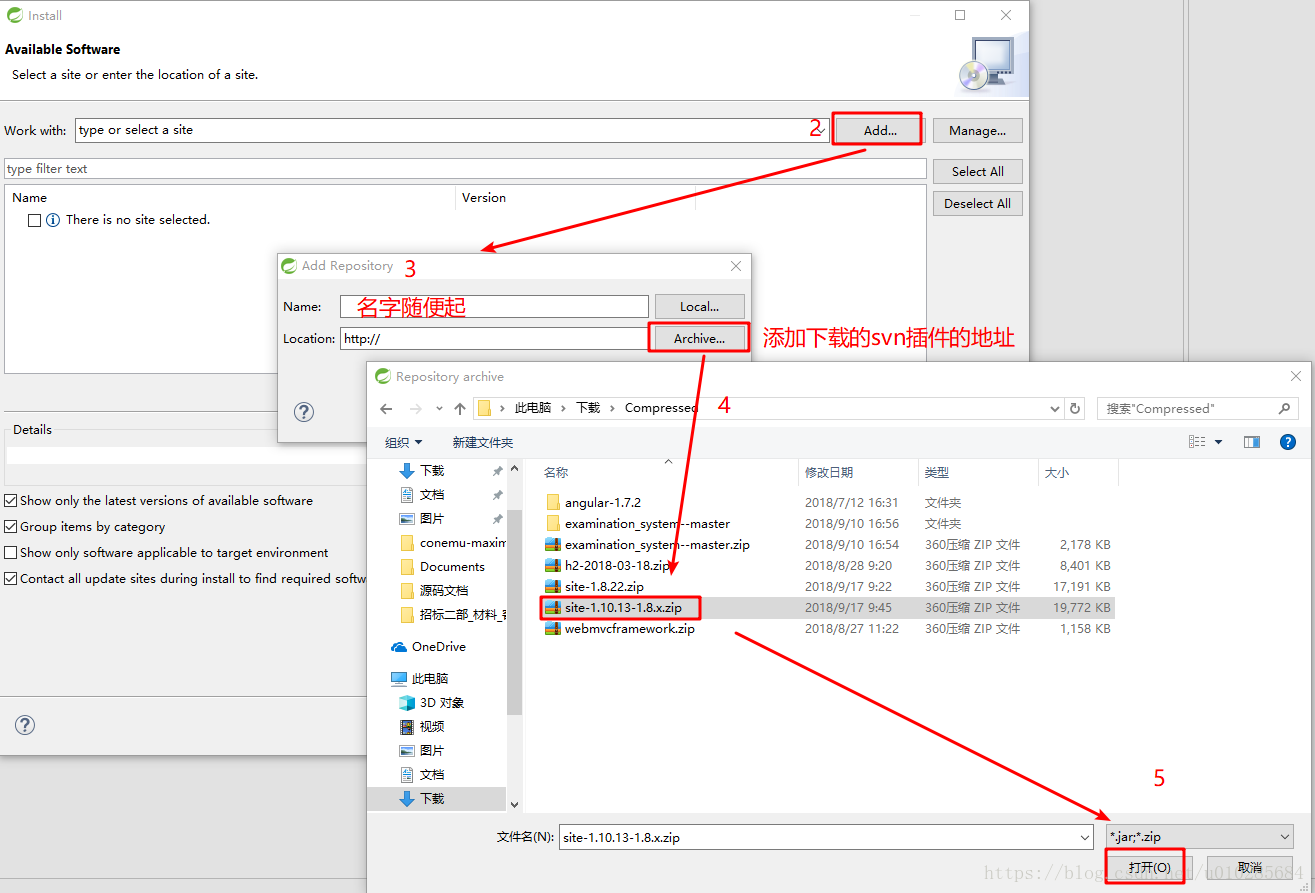 Install
Available Software
Select a site or enter the location of a site.
Work with: type or select a site 2 Add... Manage...
type filter text Select All
Name Version Deselect All
There is no site selected.
Add Repository 3
Name: 名字随便起 Local...
Location: http:// Archive... 添加下载的svn插件的地址
Details
Show only the latest versions of available software
Group items by category
Show only software applicable to target environment
Contact all update sites during install to find required softw
Repository archive
此电脑 下载 Compressed 4 搜索"Compressed"
组织 新建文件夹
下载
文档
图片
conemu-maxim
Documents
源码文档
招标二部_材料_客
OneDrive
此电脑
3D 对象
视频
图片
文档
下载
名称 修改日期 类型 大小
angular-1.7.2 2018/7/12 16:31 文件夹
examination_system--master 2018/9/10 16:56 文件夹
examination_system--master.zip 2018/9/10 16:54 360压缩 ZIP 文件 2,178 KB
h2-2018-03-18.zip 2018/8/28 9:20 360压缩 ZIP 文件 8,401 KB
site-1.8.22.zip 2018/9/17 9:22 360压缩 ZIP 文件 17,191 KB
site-1.10.13-1.8.x.zip 2018/9/17 9:45 360压缩 ZIP 文件 19,772 KB
webmvcframework.zip 2018/8/27 11:22 360压缩 ZIP 文件 1,158 KB
5
文件名(N): site-1.10.13-1.8.x.zip *.jar;*.zip
打开(O) 取消